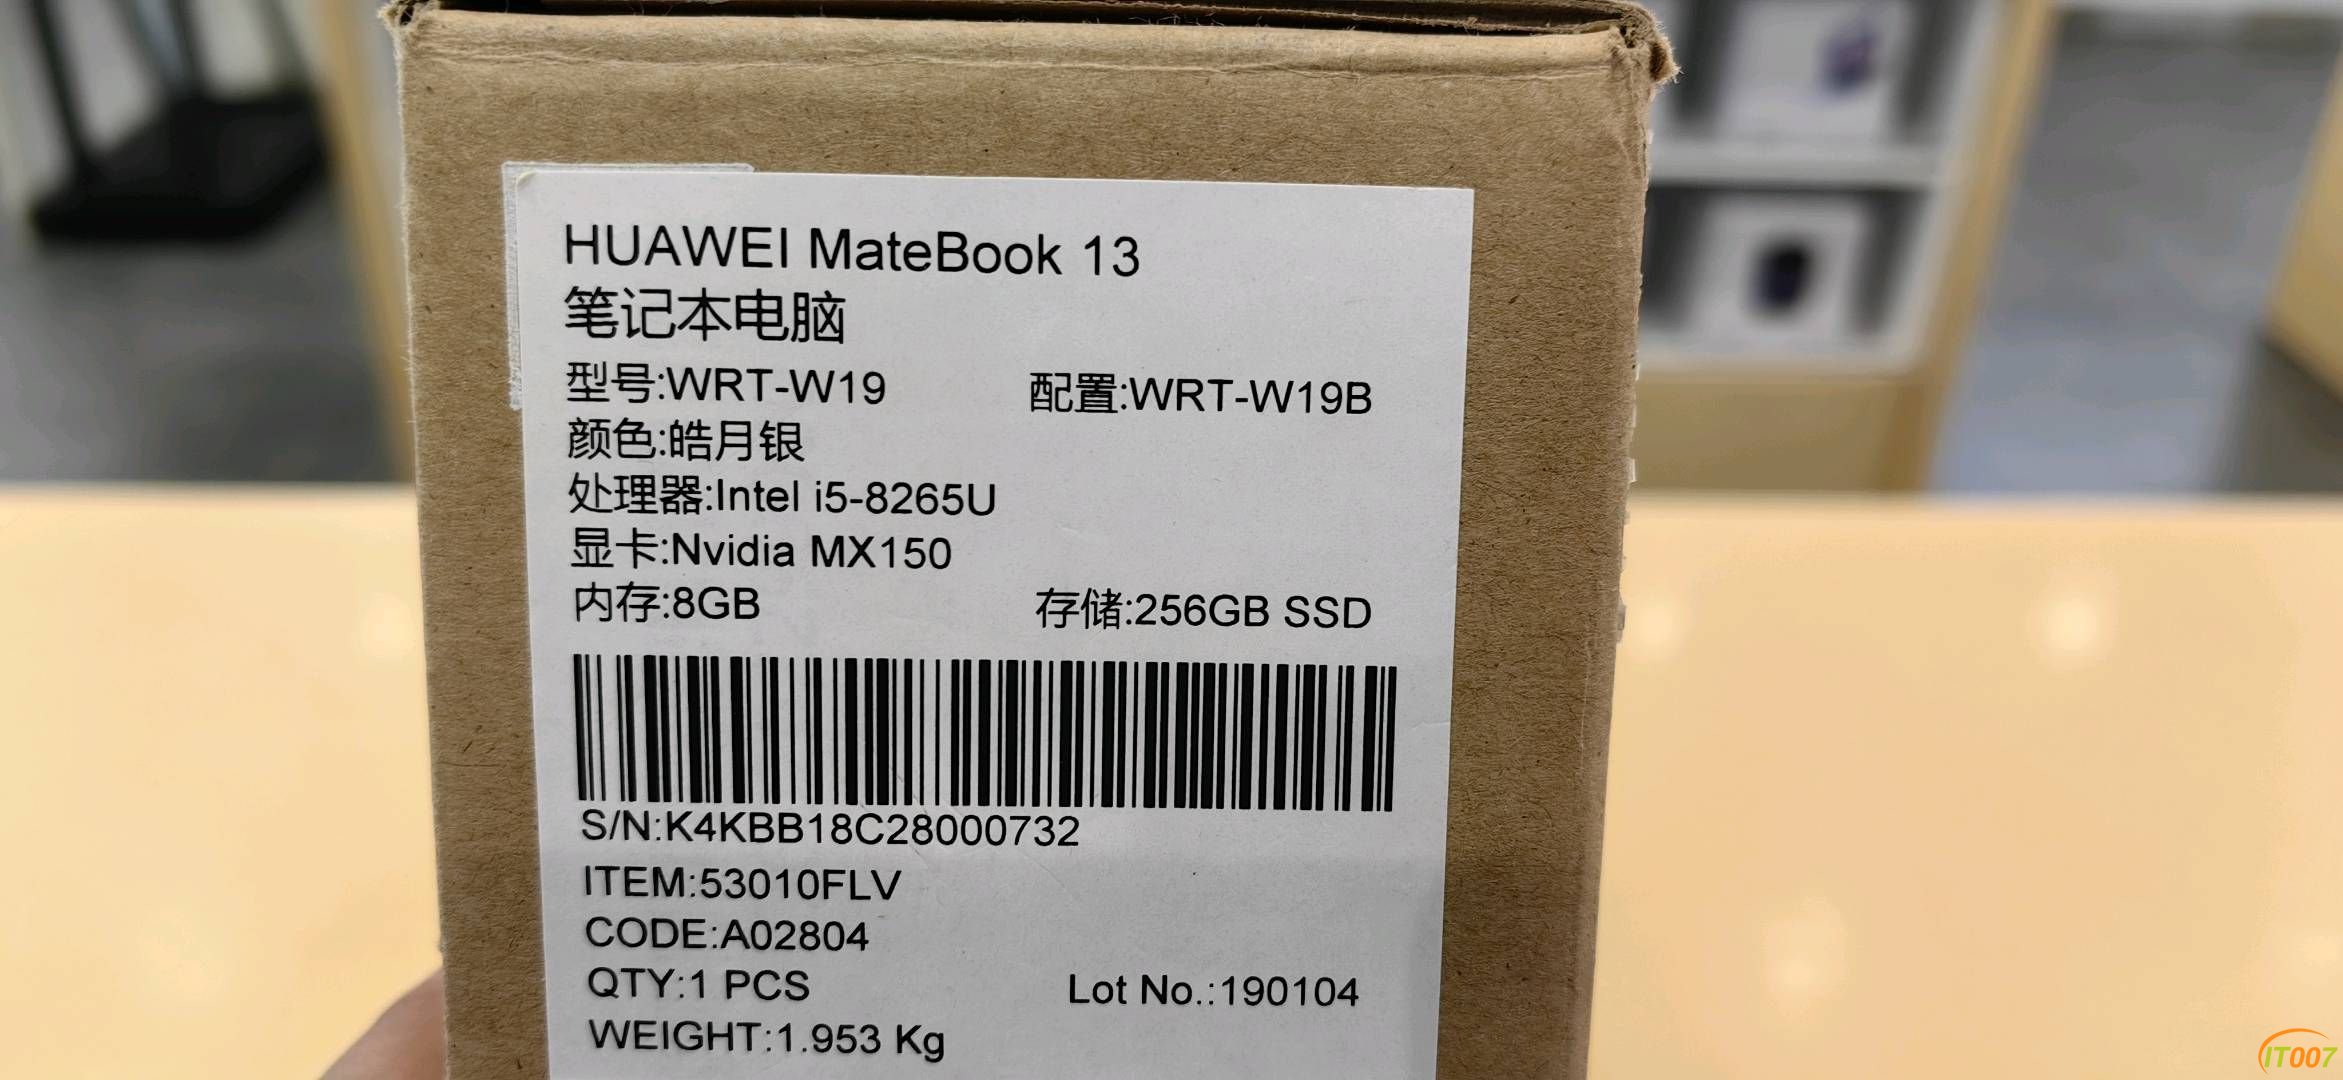 HUAWEI MateBook 13
笔记本电脑
型号:WRT-W19 配置:WRT-W19B
颜色:皓月银
处理器:Intel i5-8265U
显卡:Nvidia MX150
内存:8GB 存储:256GB SSD
S/N:K4KBB18C28000732
ITEM:53010FLV
CODE:A02804
QTY:1 PCS Lot No.:190104
WEIGHT:1.953 Kg
IT007